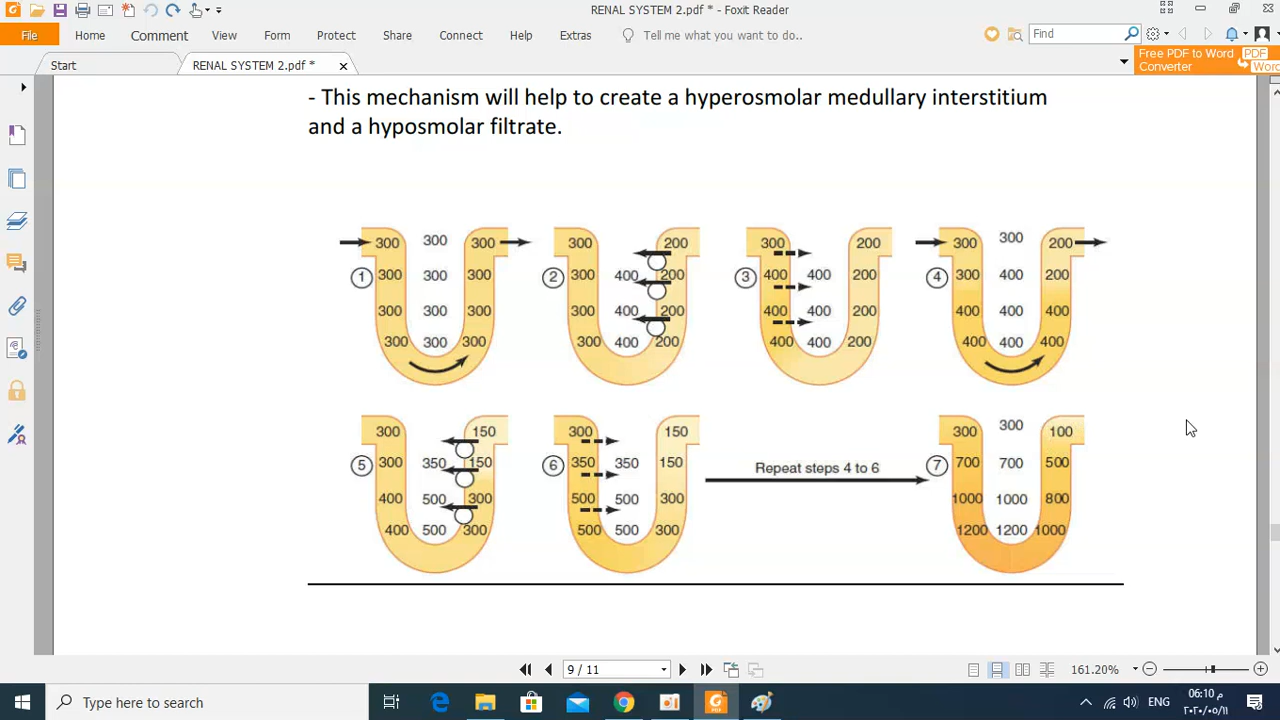 RENAL SYSTEM 2.pdf * - Foxit Reader
File Home Comment View Form Protect Share Connect Help Extras Tell me what you want to do.. Find
Start RENAL SYSTEM 2.pdf * Free PDF to Word Converter PDF Word
- This mechanism will help to create a hyperosmolar medullary interstitium
and a hyposmolar filtrate.
300 300 300 300 200 300 200 300 300 200
1 300 300 300 2 300 400 200 3 400 400 200 4 300 400 200
300 300 300 300 400 200 400 400 200 400 400 400
300 300 300 300 400 200 400 400 200 400 400 400
300 150 300 150 300 300 100
5 300 350 150 6 350 350 150 Repeat steps 4 to 6 7 700 700 500
400 500 300 500 500 300 1000 1000 800
400 500 300 500 500 300 1200 1200 1000
9 / 11 161.20%
Type here to search ENG 06:10 م
٢٠٢٠/٠٥/١١